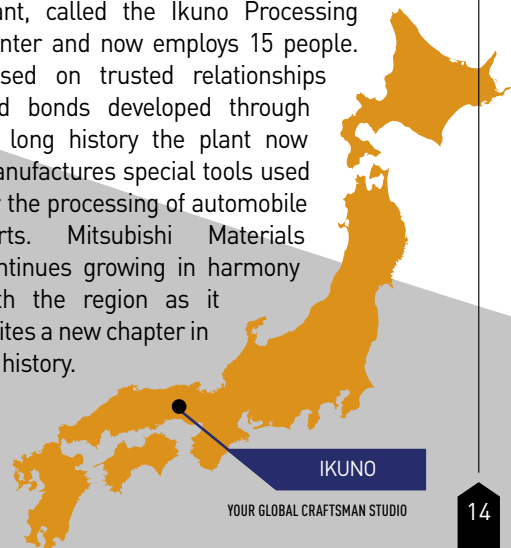 ant, called the Ikuno Processing
nter and now employs 15 people.
sed on trusted relationships
d bonds developed through
long history the plant now
anufactures special tools used
r the processing of automobile
rts. Mitsubishi Materials
ntinues growing in harmony
th the region as it
ites a new chapter in
history.
IKUNO
YOUR GLOBAL CRAFTSMAN STUDIO
14